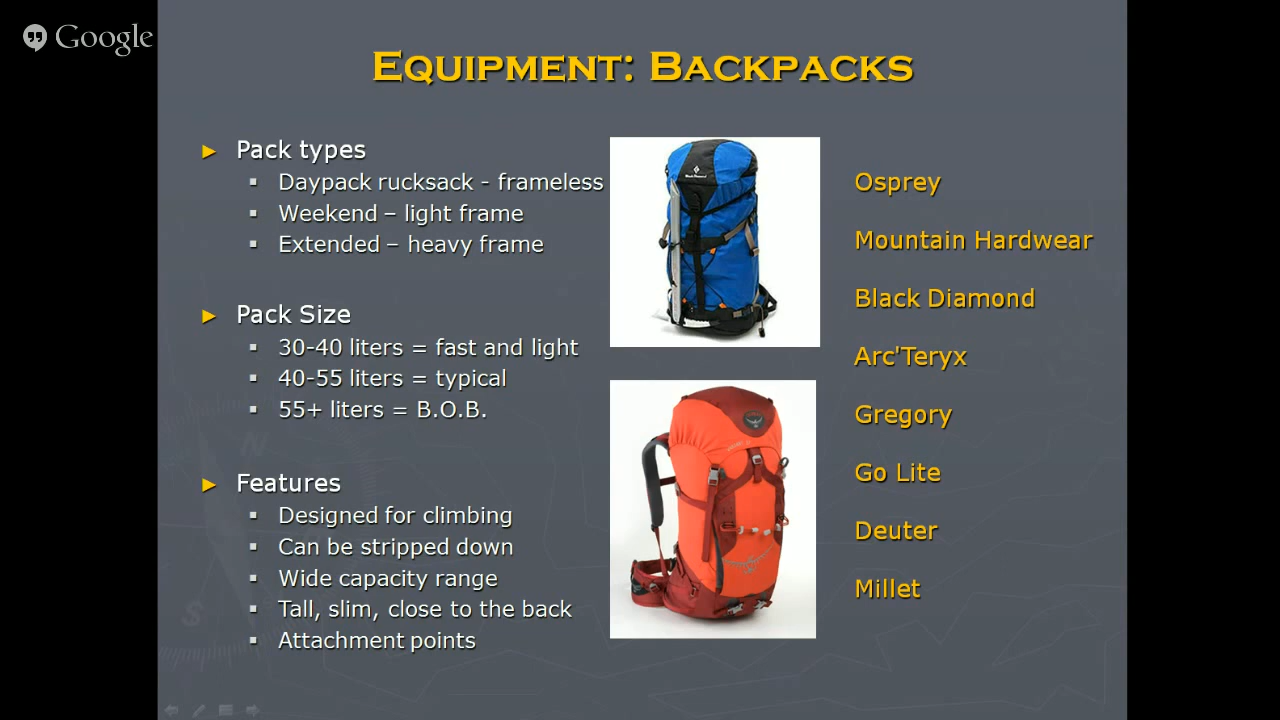 Google
EQUIPMENT: BACKPACKS
► Pack types
▪ Daypack rucksack - frameless
▪ Weekend – light frame
▪ Extended – heavy frame
► Pack Size
▪ 30-40 liters = fast and light
▪ 40-55 liters = typical
▪ 55+ liters = B.O.B.
► Features
▪ Designed for climbing
▪ Can be stripped down
▪ Wide capacity range
▪ Tall, slim, close to the back
▪ Attachment points
Black Diamond
Osprey
Mountain Hardwear
Black Diamond
Arc'Teryx
Gregory
Go Lite
Deuter
Millet
N
S